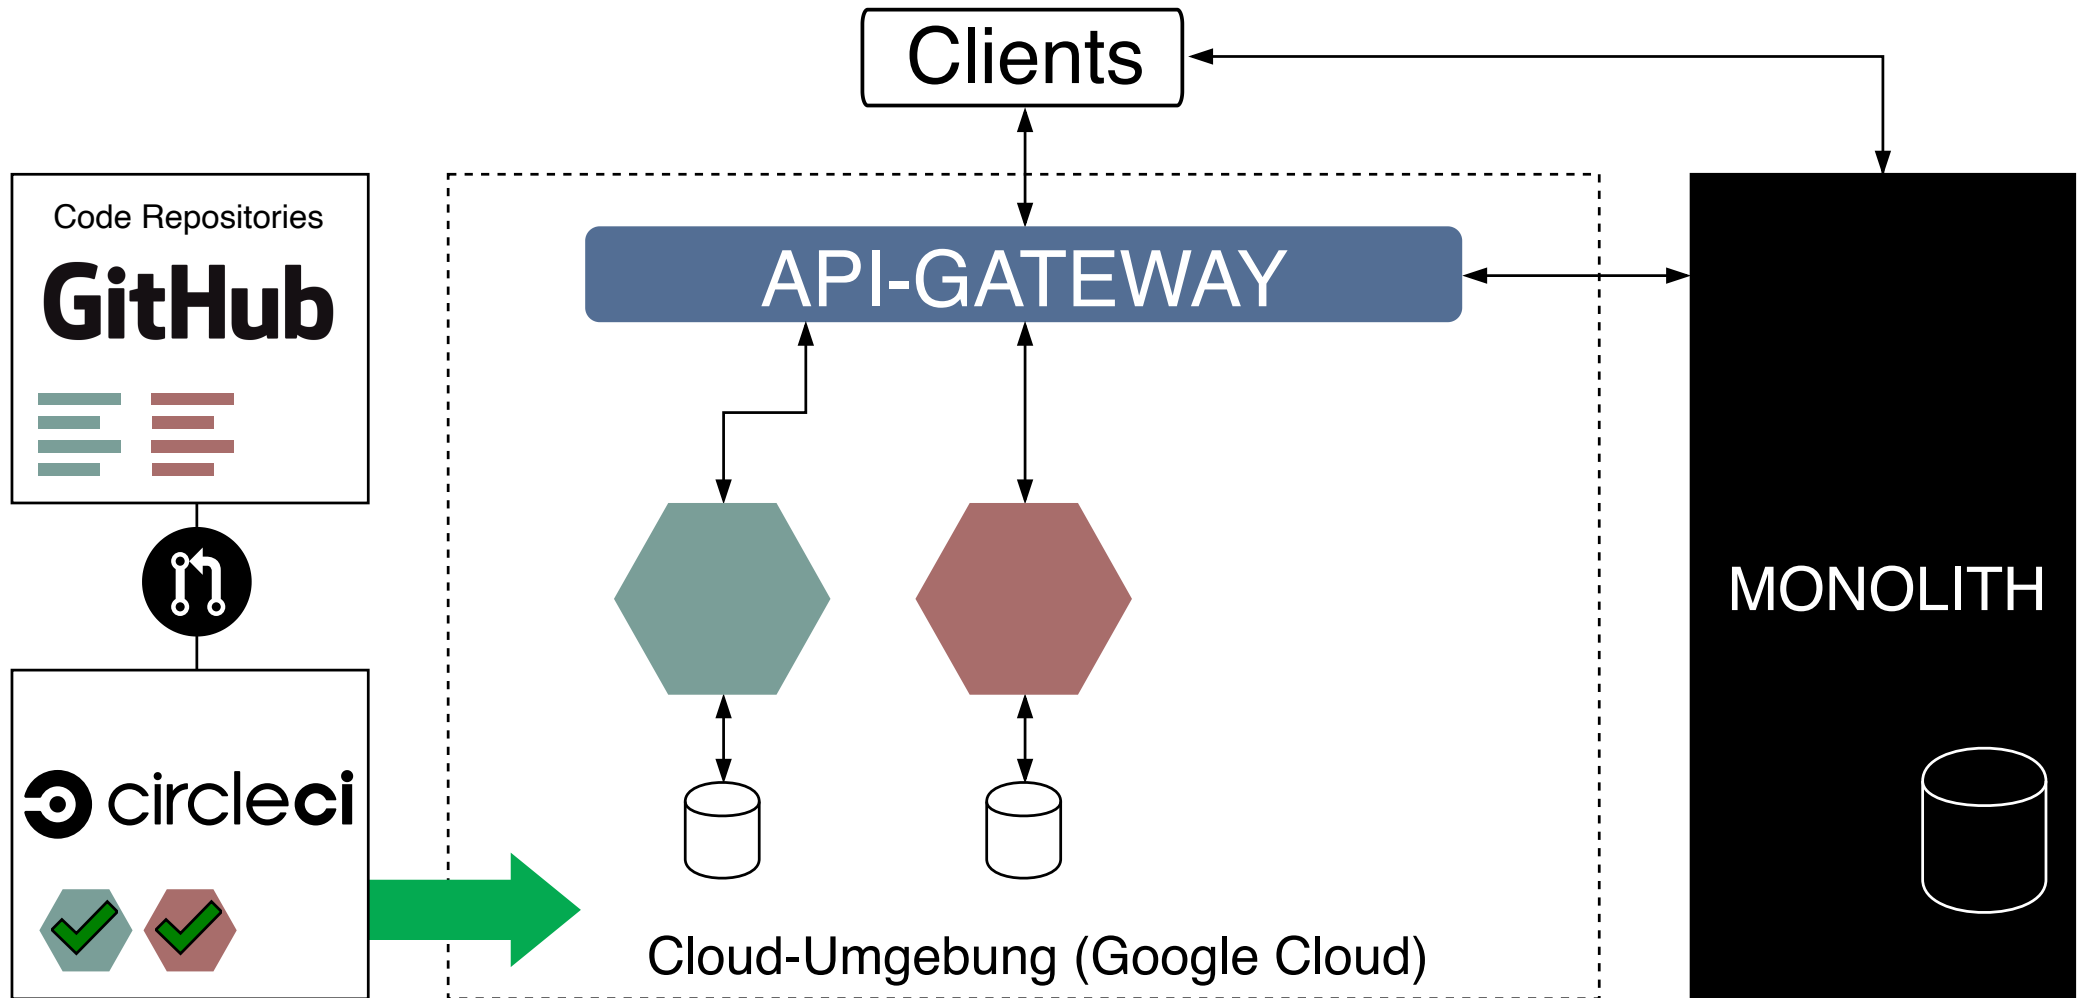 Clients
Code Repositories
GitHub
API-GATEWAY
MONOLITH
circleci
Cloud-Umgebung (Google Cloud)